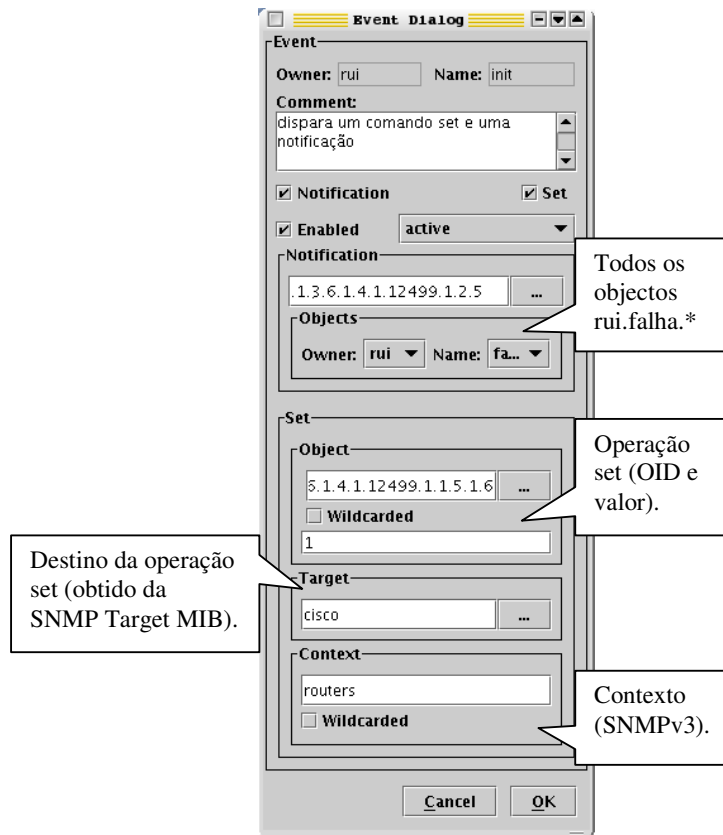 Event Dialog
Event
Owner: rui Name: init
Comment:
dispara um comando set e uma
notificação
Notification Set
Enabled active
Notification
.1.3.6.1.4.1.12499.1.2.5 ...
Objects
Owner: rui Name: fa...
Todos os
objectos
rui.falha.*
Set
Object
6.1.4.1.12499.1.1.5.1.6 ...
Wildcarded
1
Operação
set (OID e
valor).
Destino da operação
set (obtido da
SNMP Target MIB).
Target
cisco ...
Context
routers
Wildcarded
Contexto
(SNMPv3).
Cancel OK